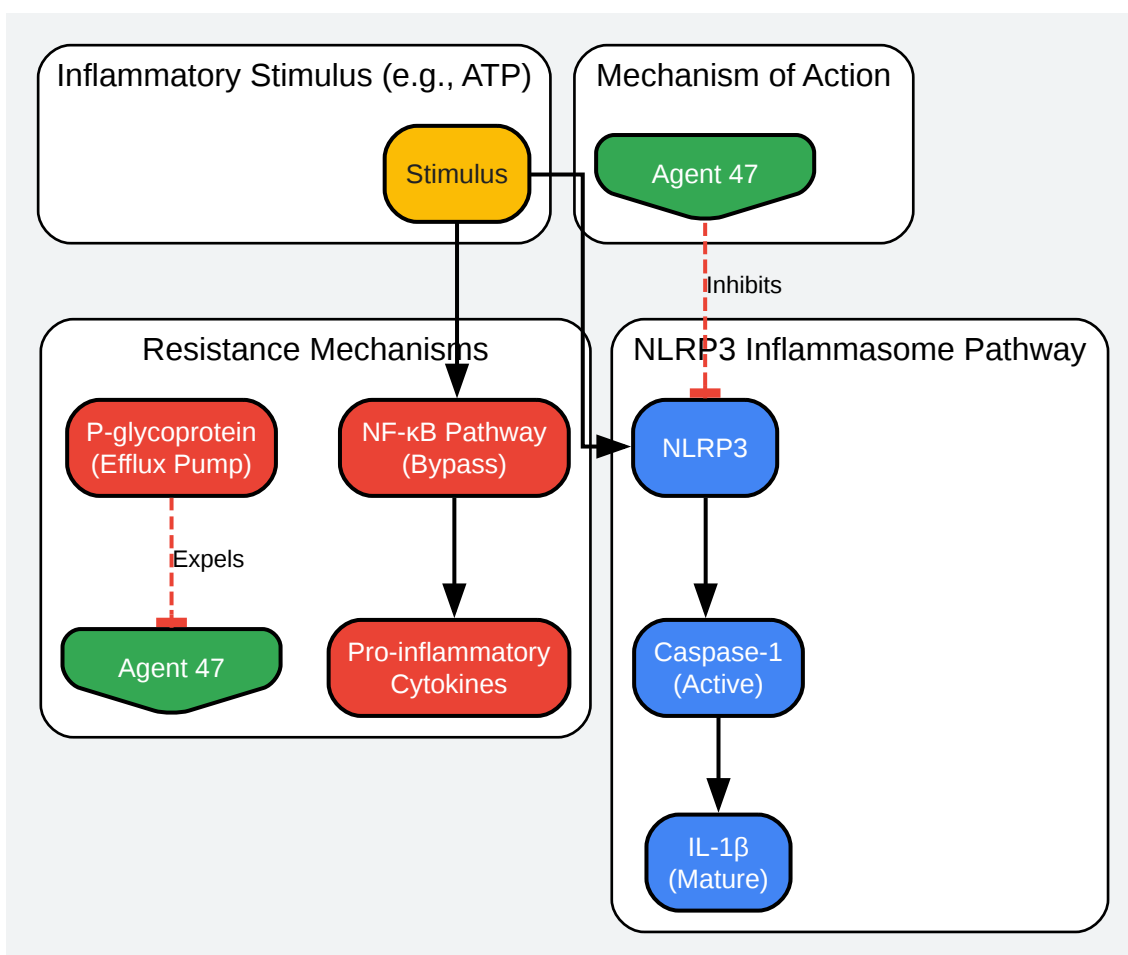 Inflammatory Stimulus (e.g., ATP)
Mechanism of Action
Stimulus
Agent 47
Inhibits
Resistance Mechanisms
NLRP3 Inflammasome Pathway
P-glycoprotein
(Efflux Pump)
NF-κB Pathway
(Bypass)
NLRP3
Expels
Agent 47
Pro-inflammatory
Cytokines
Caspase-1
(Active)
IL-1β
(Mature)